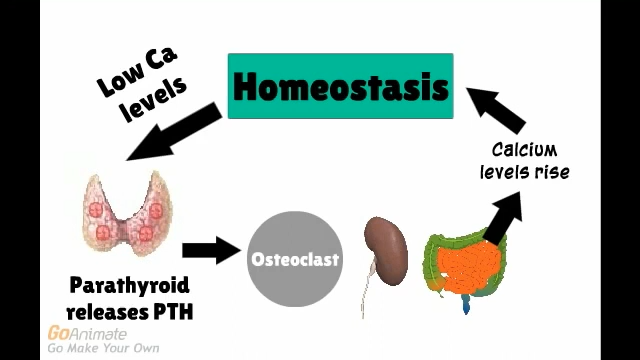 Low Ca
levels
Homeostasis
Calcium
levels rise
Osteoclast
Parathyroid
releases PTH
GoAnimate
Go Make Your Own